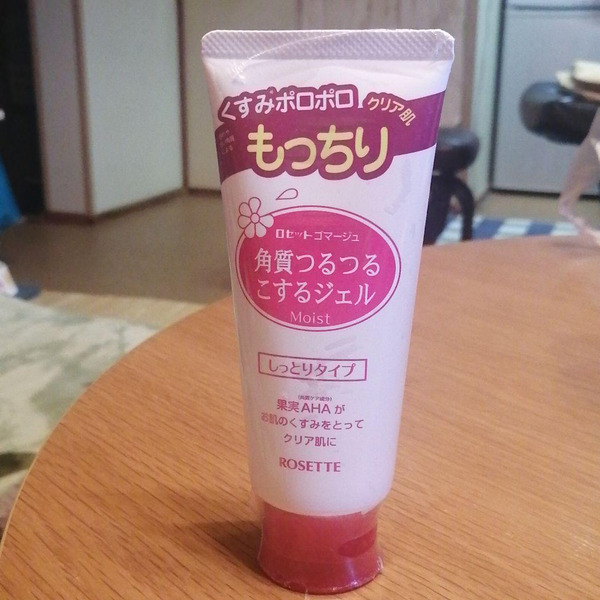 くすみポロポロ
クリア肌
もっちり
ロゼット ゴマージュ
角質つるつる
こするジェル
Moist
しっとりタイプ
(角質ケア成分)
果実AHAが
お肌のくすみをとって
クリア肌に
ROSETTE